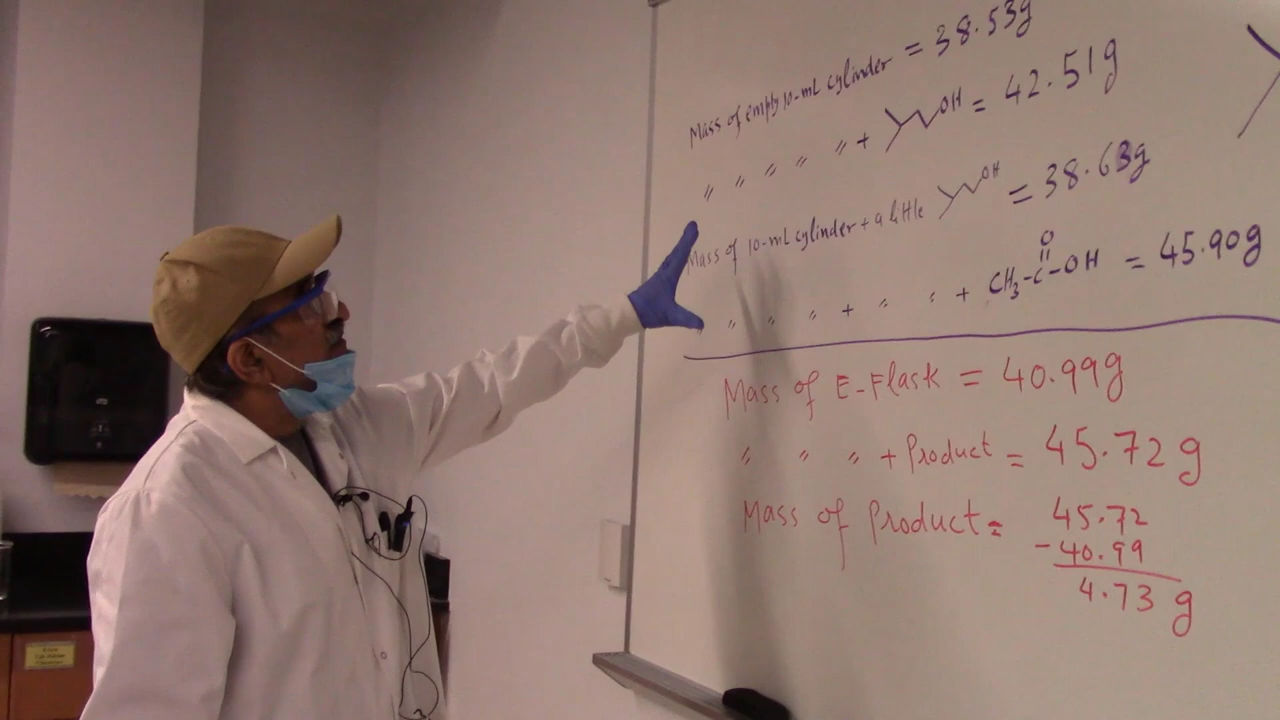 Mass of empty 10-mL cylinder = 38.53g
〃 〃 〃 〃 〃 + OH = 42.51g
Mass of 10-mL cylinder + a little OH = 38.63g
〃 〃 〃 + 〃 〃 + CH3-C-OH = 45.90g
O
Mass of E-Flask = 40.99g
〃 〃 〃 + Product = 45.72 g
Mass of Product = 45.72
-40.99
4.73 g